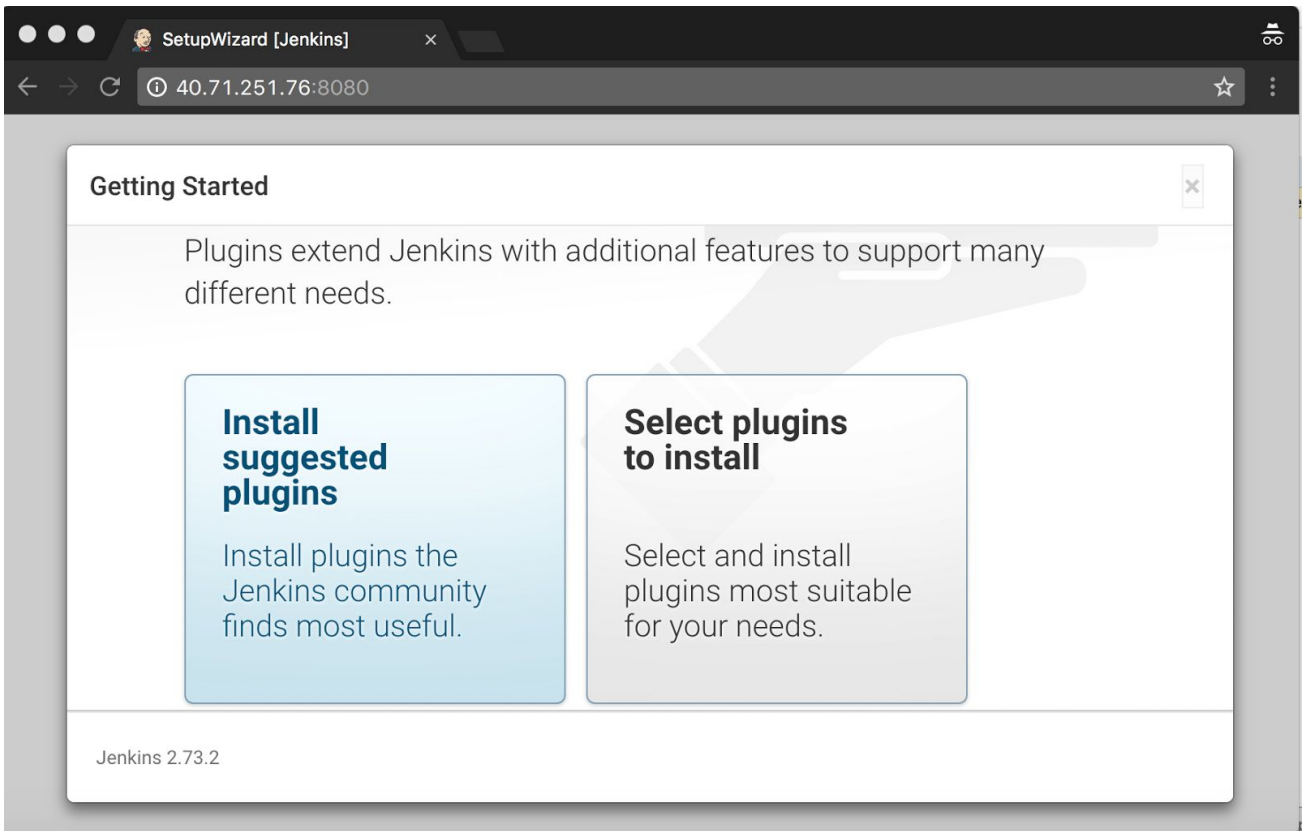 SetupWizard [Jenkins]
40.71.251.76:8080
Getting Started
Plugins extend Jenkins with additional features to support many
different needs.
Install
suggested
plugins
Install plugins the
Jenkins community
finds most useful.
Select plugins
to install
Select and install
plugins most suitable
for your needs.
Jenkins 2.73.2